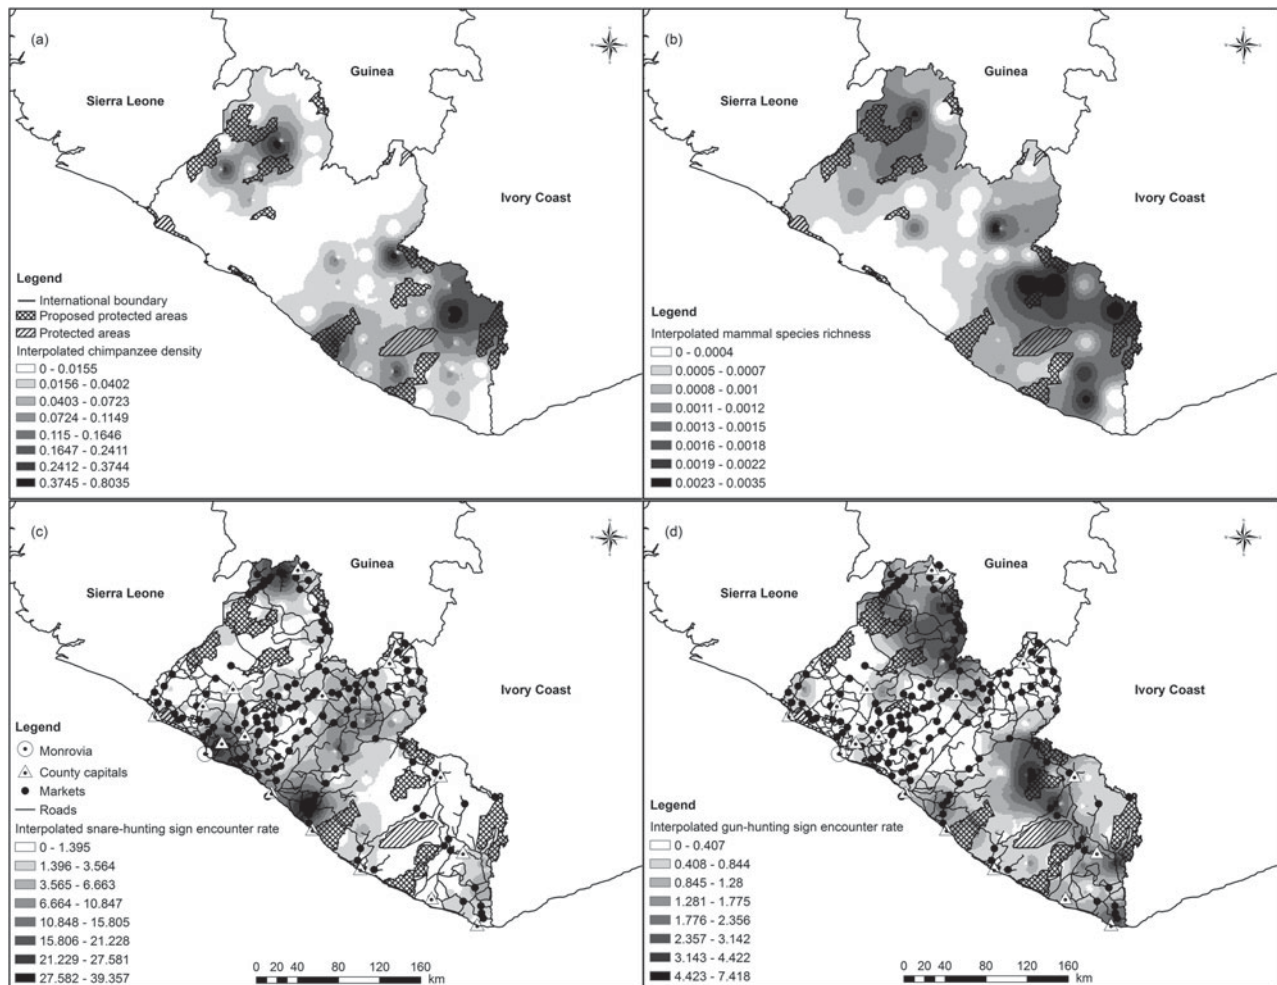 (a)
Guinea
Sierra Leone
Ivory Coast
Legend
International boundary
Proposed protected areas
Protected areas
Interpolated chimpanzee density
0 - 0.0155
0.0156 - 0.0402
0.0403 - 0.0723
0.0724 - 0.1149
0.115 - 0.1646
0.1647 - 0.2411
0.2412 - 0.3744
0.3745 - 0.8035
(b)
Guinea
Sierra Leone
Ivory Coast
Legend
Interpolated mammal species richness
0 - 0.0004
0.0005 - 0.0007
0.0008 - 0.001
0.0011 - 0.0012
0.0013 - 0.0015
0.0016 - 0.0018
0.0019 - 0.0022
0.0023 - 0.0035
(c)
Guinea
Sierra Leone
Ivory Coast
Legend
Monrovia
County capitals
Markets
Roads
Interpolated snare-hunting sign encounter rate
0 - 1.395
1.396 - 3.564
3.565 - 6.663
6.664 - 10.847
10.848 - 15.805
15.806 - 21.228
21.229 - 27.581
27.582 - 39.357
0 20 40 80 120 160
km
(d)
Guinea
Sierra Leone
Ivory Coast
Legend
Interpolated gun-hunting sign encounter rate
0 - 0.407
0.408 - 0.844
0.845 - 1.28
1.281 - 1.775
1.776 - 2.356
2.357 - 3.142
3.143 - 4.422
4.423 - 7.418
0 20 40 80 120 160
km